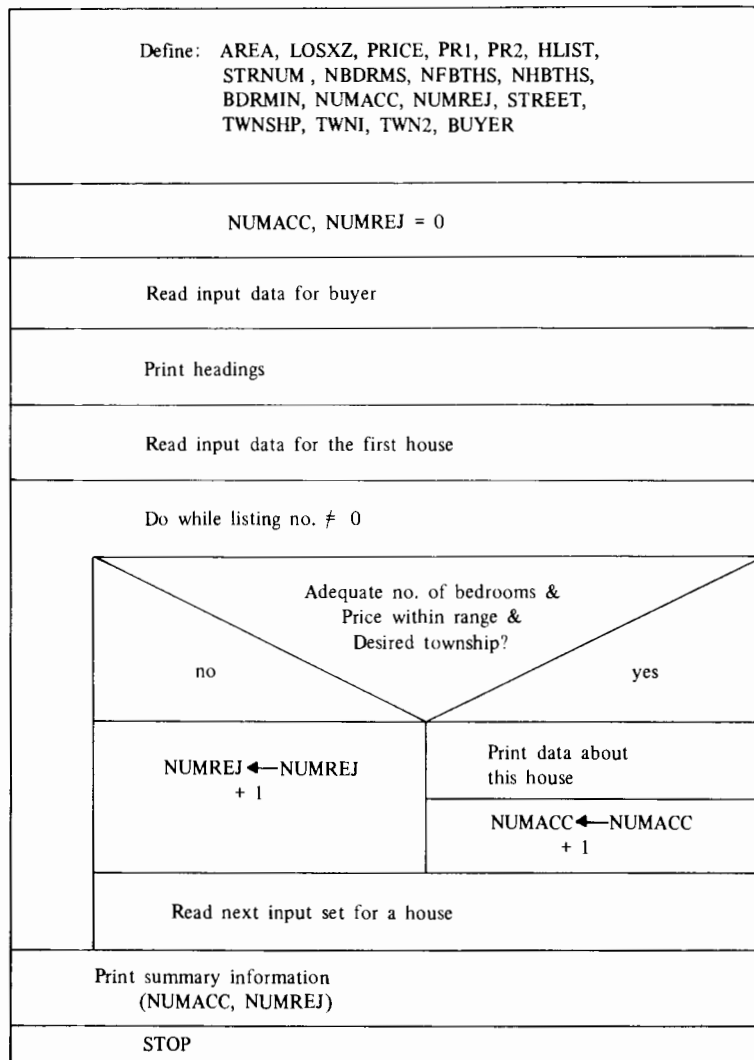 Define: AREA, LOSXZ, PRICE, PR1, PR2, HLIST,
STRNUM , NBDRMS, NFBTHS, NHBTHS,
BDRMIN, NUMACC, NUMREJ, STREET,
TWNSHP, TWNI, TWN2, BUYER
NUMACC, NUMREJ = 0
Read input data for buyer
Print headings
Read input data for the first house
Do while listing no. ≠ 0
Adequate no. of bedrooms &
Price within range &
Desired township?
no
yes
NUMREJ ← NUMREJ
+ 1
Print data about
this house
NUMACC ← NUMACC
+ 1
Read next input set for a house
Print summary information
(NUMACC, NUMREJ)
STOP